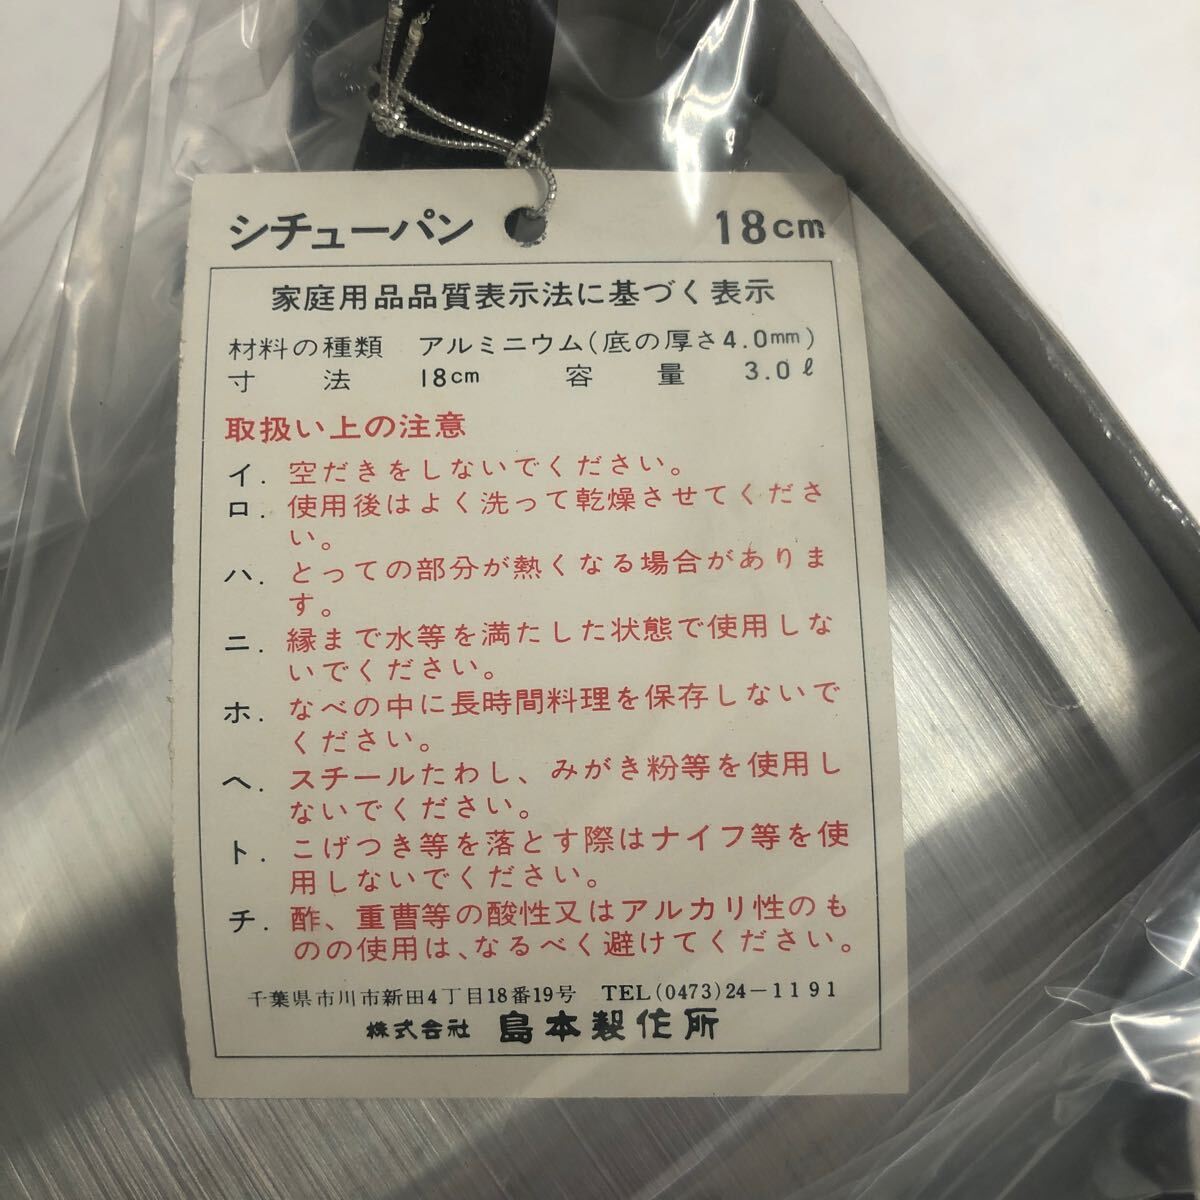 シチューパン 18cm
家庭用品品質表示法に基づく表示
材料の種類 アルミニウム(底の厚さ4.0mm)
寸法 18cm 容量 3.0ℓ
取扱い上の注意
イ. 空だきをしないでください。
ロ. 使用後はよく洗って乾燥させてくださ
い。
ハ. とっての部分が熱くなる場合がありま
す。
ニ. 縁まで水等を満たした状態で使用しな
いでください。
ホ. なべの中に長時間料理を保存しないで
ください。
ヘ. スチールたわし、みがき粉等を使用し
ないでください。
ト. こげつき等を落とす際はナイフ等を使
用しないでください。
チ. 酢、重曹等の酸性又はアルカリ性のも
のの使用は、なるべく避けてください。
千葉県市川市新田4丁目18番19号 TEL(0473)24-1191
株式会社 島本製作所